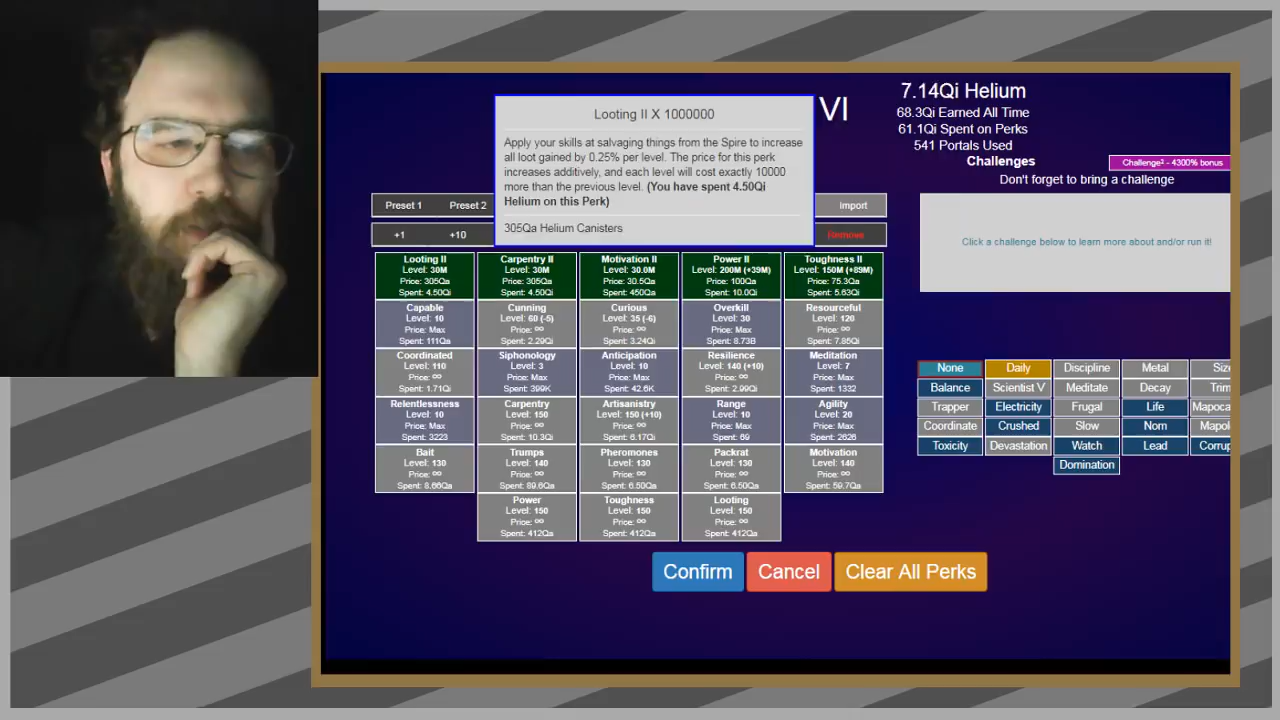 VI
Looting II X 1000000
Apply your skills at salvaging things from the Spire to increase
all loot gained by 0.25% per level. The price for this perk
increases additively, and each level will cost exactly 10000
more than the previous level. (You have spent 4.50Qi
Helium on this Perk)
305Qa Helium Canisters
7.14Qi Helium
68.3Qi Earned All Time
61.1Qi Spent on Perks
541 Portals Used
Challenges
Challenge² - 4300% bonus
Don't forget to bring a challenge
Click a challenge below to learn more about and/or run it!
Preset 1 Preset 2 Import
+1 +10 Remove
Looting II
Level: 30M
Price: 305Qa
Spent: 4.50Qi
Carpentry II
Level: 30M
Price: 305Qa
Spent: 4.50Qi
Motivation II
Level: 30.0M
Price: 30.5Qa
Spent: 450Qa
Power II
Level: 200M (+39M)
Price: 100Qa
Spent: 10.0Qi
Toughness II
Level: 150M (+89M)
Price: 75.3Qa
Spent: 5.63Qi
Capable
Level: 10
Price: Max
Spent: 111Qa
Cunning
Level: 60 (-5)
Price: ∞
Spent: 2.29Qi
Curious
Level: 35 (-6)
Price: ∞
Spent: 3.24Qi
Overkill
Level: 30
Price: Max
Spent: 8.73B
Resourceful
Level: 120
Price: ∞
Spent: 7.85Qi
Coordinated
Level: 110
Price: ∞
Spent: 1.71Qi
Siphonology
Level: 3
Price: Max
Spent: 399K
Anticipation
Level: 10
Price: Max
Spent: 42.6K
Resilience
Level: 140 (+10)
Price: ∞
Spent: 2.99Qi
Meditation
Level: 7
Price: Max
Spent: 1332
Relentlessness
Level: 10
Price: Max
Spent: 3223
Carpentry
Level: 150
Price: ∞
Spent: 10.3Qi
Artisanistry
Level: 150 (+10)
Price: ∞
Spent: 6.17Qi
Range
Level: 10
Price: Max
Spent: 69
Agility
Level: 20
Price: Max
Spent: 2626
Bait
Level: 130
Price: ∞
Spent: 8.66Qa
Trumps
Level: 140
Price: ∞
Spent: 89.6Qa
Pheromones
Level: 130
Price: ∞
Spent: 6.50Qa
Packrat
Level: 130
Price: ∞
Spent: 6.50Qa
Motivation
Level: 140
Price: ∞
Spent: 59.7Qa
Power
Level: 150
Price: ∞
Spent: 412Qa
Toughness
Level: 150
Price: ∞
Spent: 412Qa
Looting
Level: 150
Price: ∞
Spent: 412Qa
None Daily Discipline Metal Siz
Balance Scientist V Meditate Decay Trim
Trapper Electricity Frugal Life Mapoca
Coordinate Crushed Slow Nom Mapol
Toxicity Devastation Watch Lead Corrup
Domination
Confirm Cancel Clear All Perks